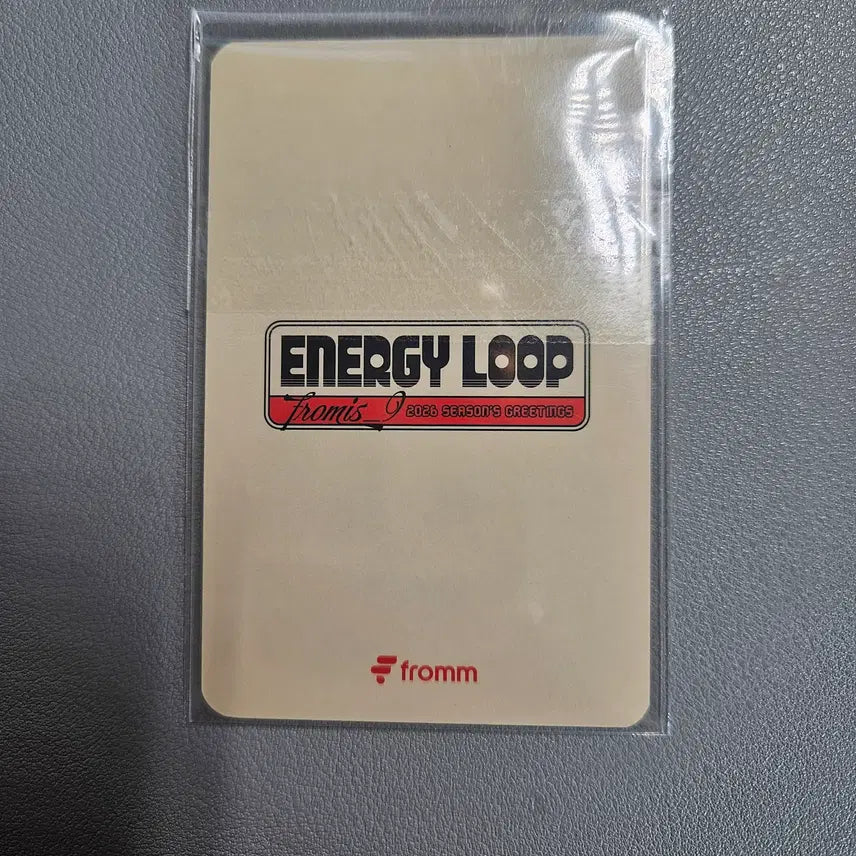 ENERGY LOOP
fromis_9 2026 SEASON'S GREETINGS
fromm